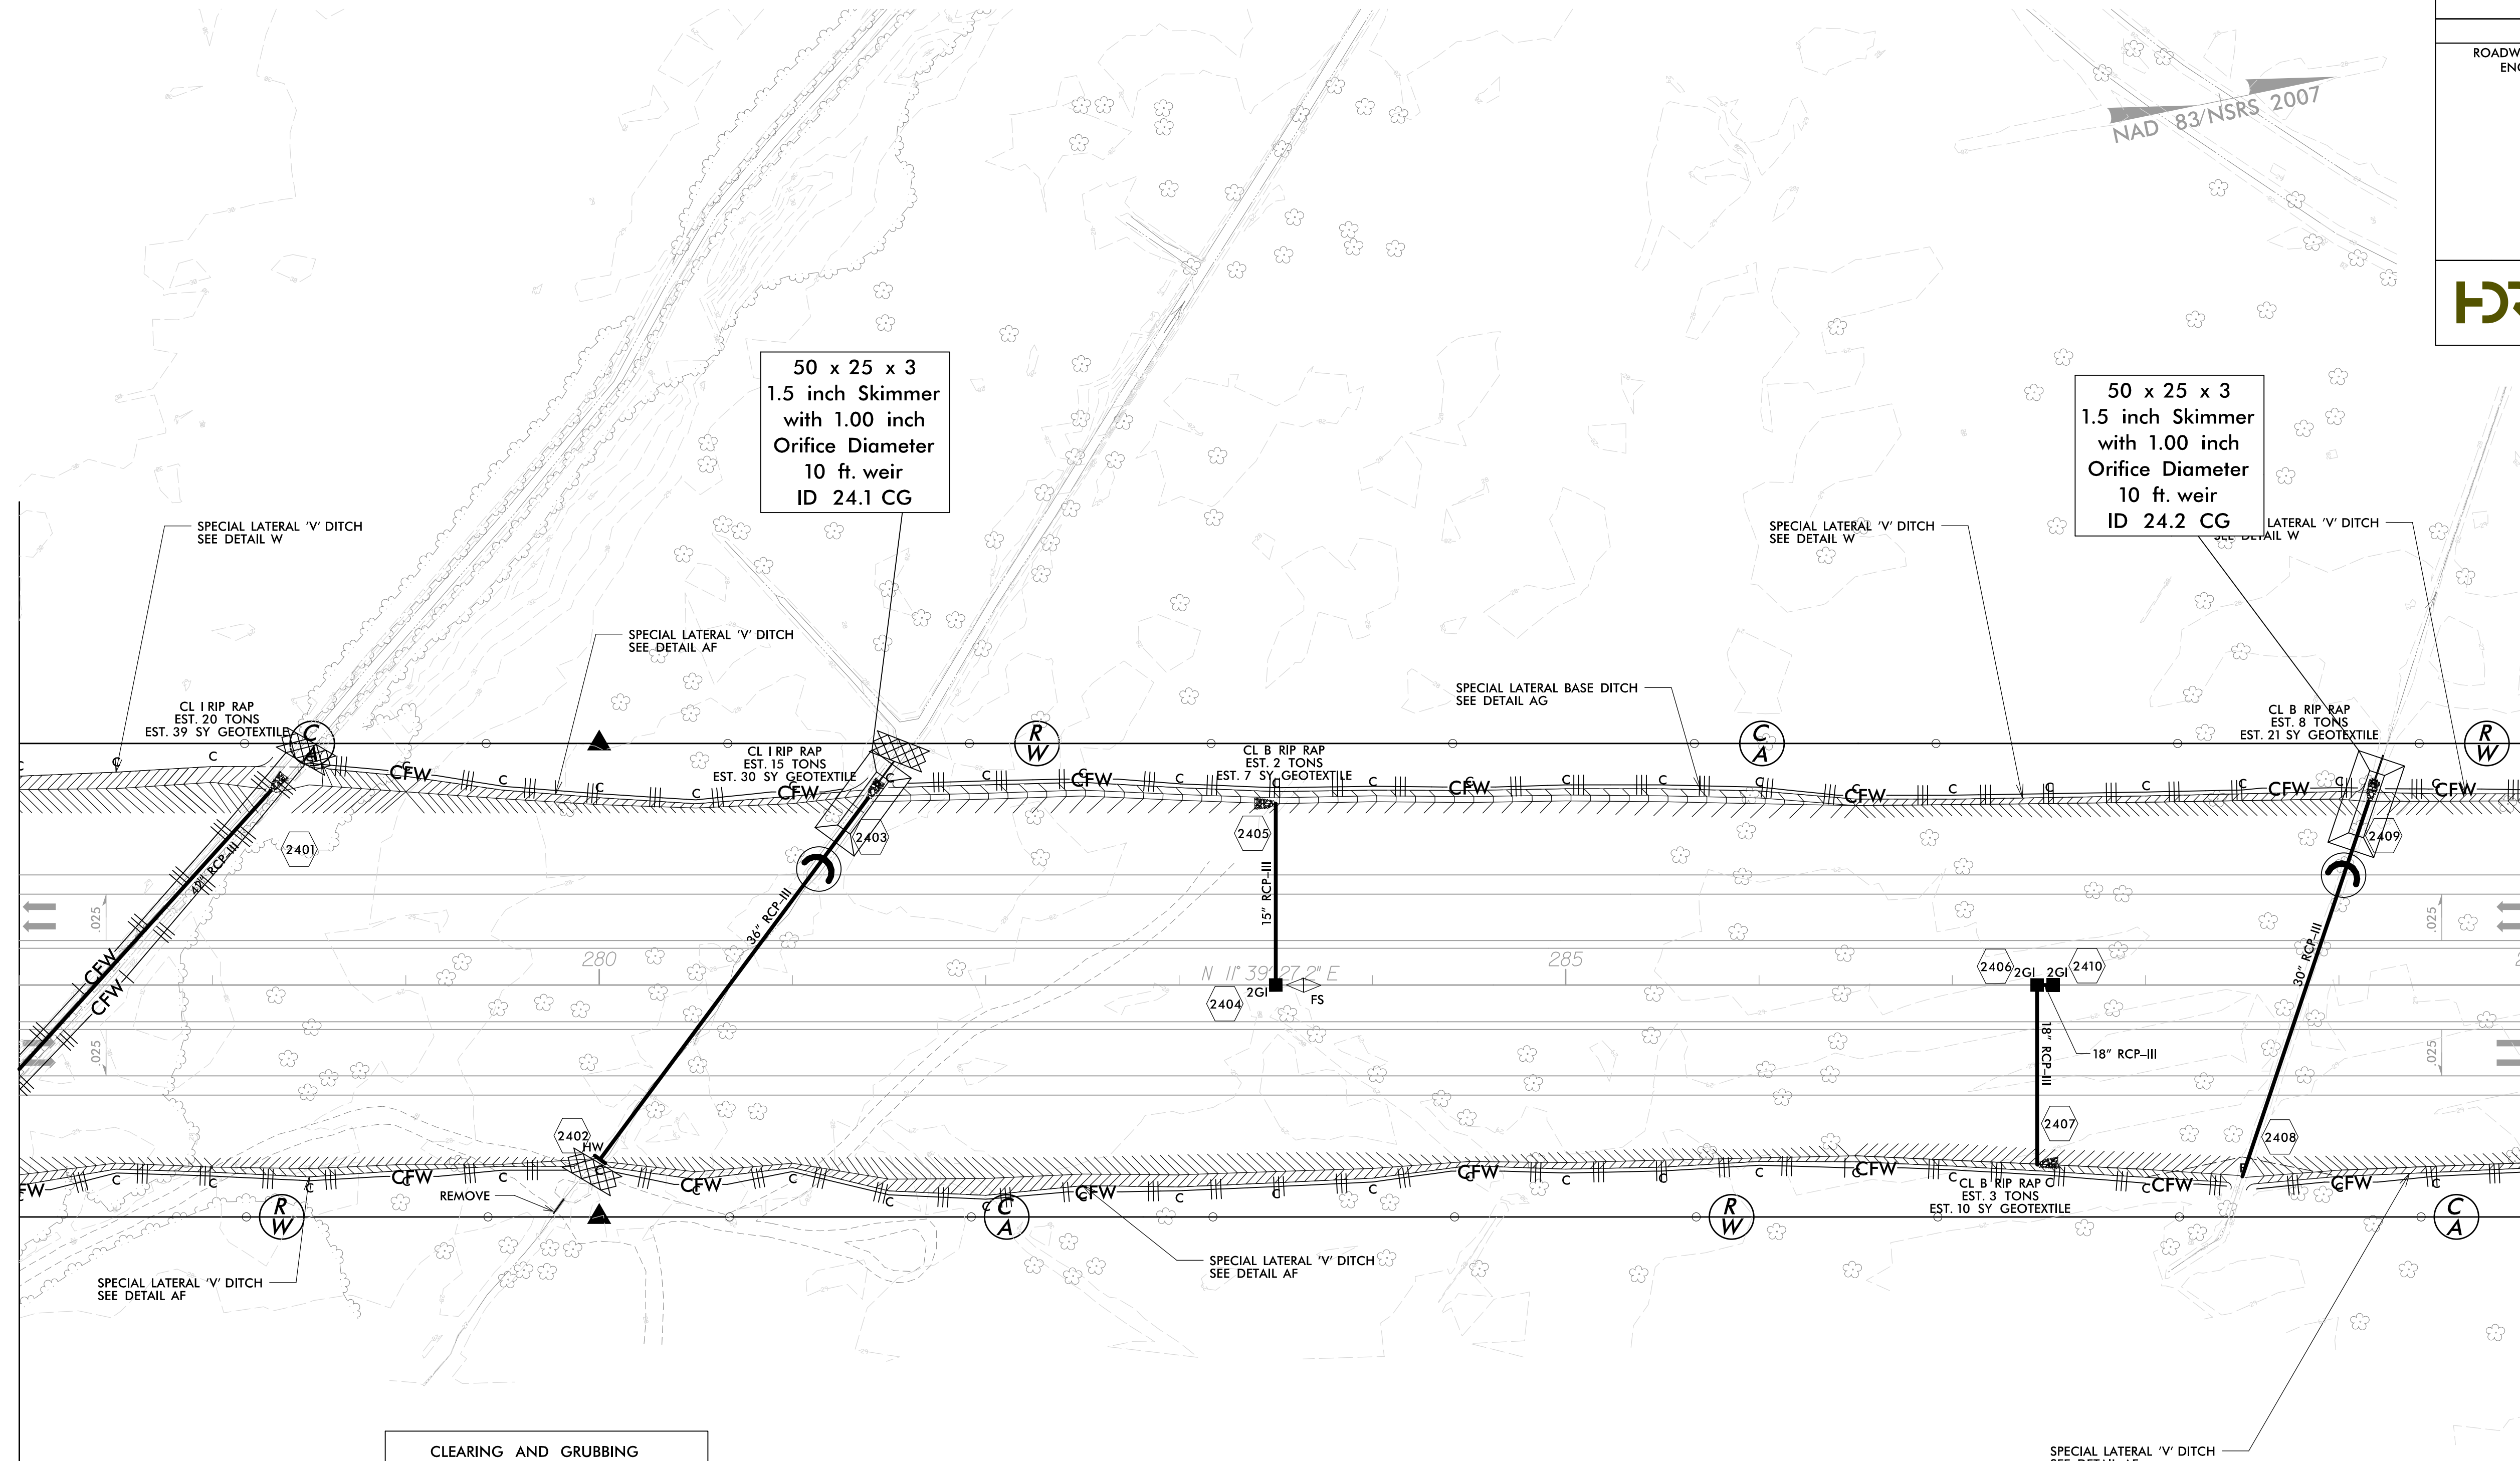 ROADW
ENG
NAD 83/NSRS 2007
HDR
50 x 25 x 3
1.5 inch Skimmer
with 1.00 inch
Orifice Diameter
10 ft. weir
ID 24.1 CG
50 x 25 x 3
1.5 inch Skimmer
with 1.00 inch
Orifice Diameter
10 ft. weir
ID 24.2 CG
SPECIAL LATERAL 'V' DITCH
SEE DETAIL W
SPECIAL LATERAL 'V' DITCH
SEE DETAIL W
LATERAL 'V' DITCH
SEE DETAIL W
SPECIAL LATERAL 'V' DITCH
SEE DETAIL AF
SPECIAL LATERAL BASE DITCH
SEE DETAIL AG
CL I RIP RAP
EST. 20 TONS
EST. 39 SY GEOTEXTILE
CL I RIP RAP
EST. 15 TONS
EST. 30 SY GEOTEXTILE
CL B RIP RAP
EST. 2 TONS
EST. 7 SY GEOTEXTILE
CL B RIP RAP
EST. 8 TONS
EST. 21 SY GEOTEXTILE
C
A
R
W
C
A
R
W
CFW
CFW
CFW
CFW
CFW
CFW
CFW
2401
2403
2405
2409
42" RCP-III
36" RCP-III
15" RCP-III
30" RCP-III
.025
.025
CFW
CFW
280
N 11° 39' 27.2" E
285
2404
2GI
FS
2406
2GI
2GI
2410
18" RCP-III
18" RCP-III
.025
.025
2402
HW
2407
2408
FW
CFW
CFW
CFW
CFW
CFW
CFW
CFW
REMOVE
R
W
C
A
R
W
C
A
CL B RIP RAP
EST. 3 TONS
EST. 10 SY GEOTEXTILE
SPECIAL LATERAL 'V' DITCH
SEE DETAIL AF
SPECIAL LATERAL 'V' DITCH
SEE DETAIL AF
CLEARING AND GRUBBING
SPECIAL LATERAL 'V' DITCH